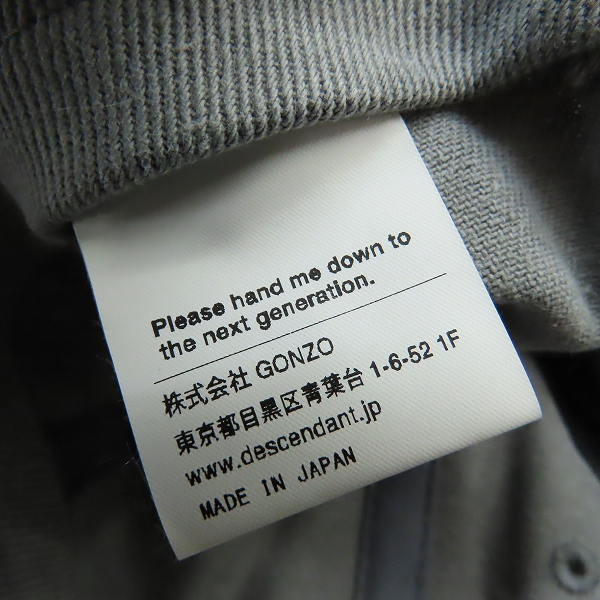 Please hand me down to
the next generation.
株式会社 GONZO
東京都目黒区青葉台 1-6-52 1F
www.descendant.jp
MADE IN JAPAN